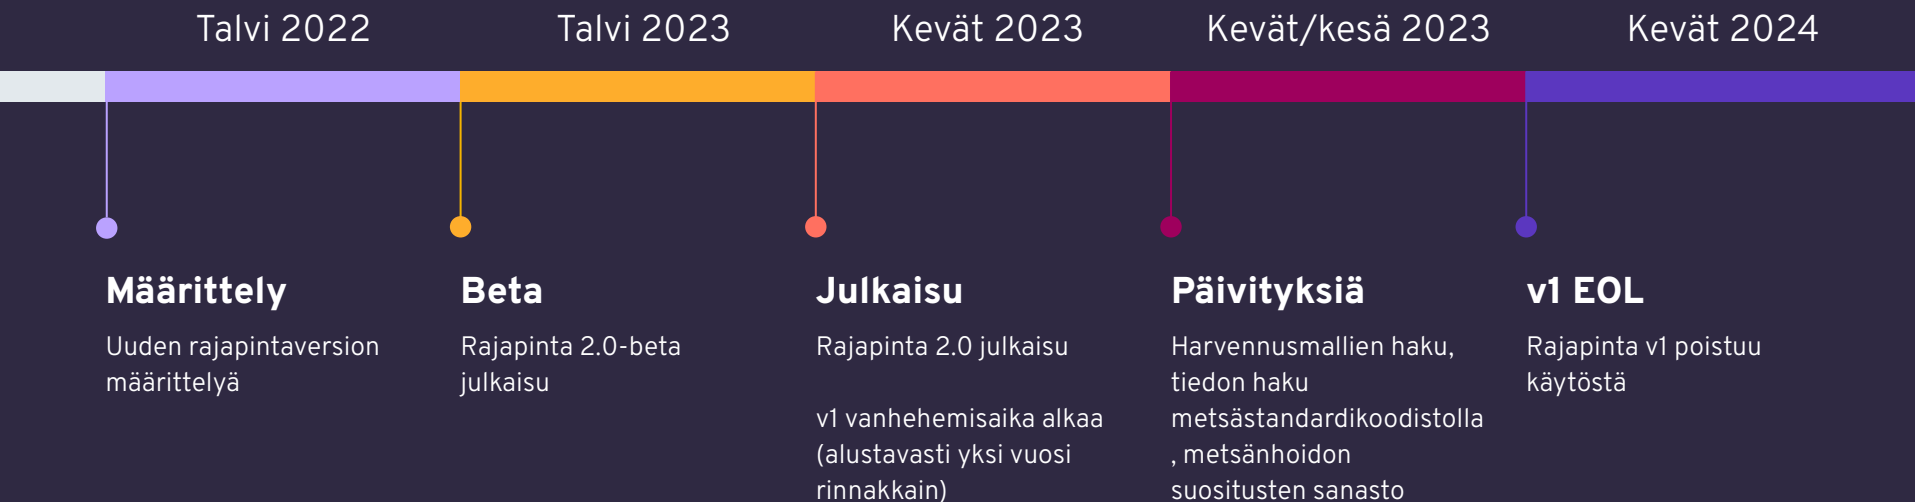 Talvi 2022
Talvi 2023
Kevät 2023
Kevät/kesä 2023
Kevät 2024
Määrittely
Uuden rajapintaversion
määrittelyä
Beta
Rajapinta 2.0-beta
julkaisu
Julkaisu
Rajapinta 2.0 julkaisu
v1 vanhehemisaika alkaa
(alustavasti yksi vuosi
rinnakkain)
Päivityksiä
Harvennusmallien haku,
tiedon haku
metsästandardikoodistolla
, metsänhoidon
suositusten sanasto
v1 EOL
Rajapinta v1 poistuu
käytöstä